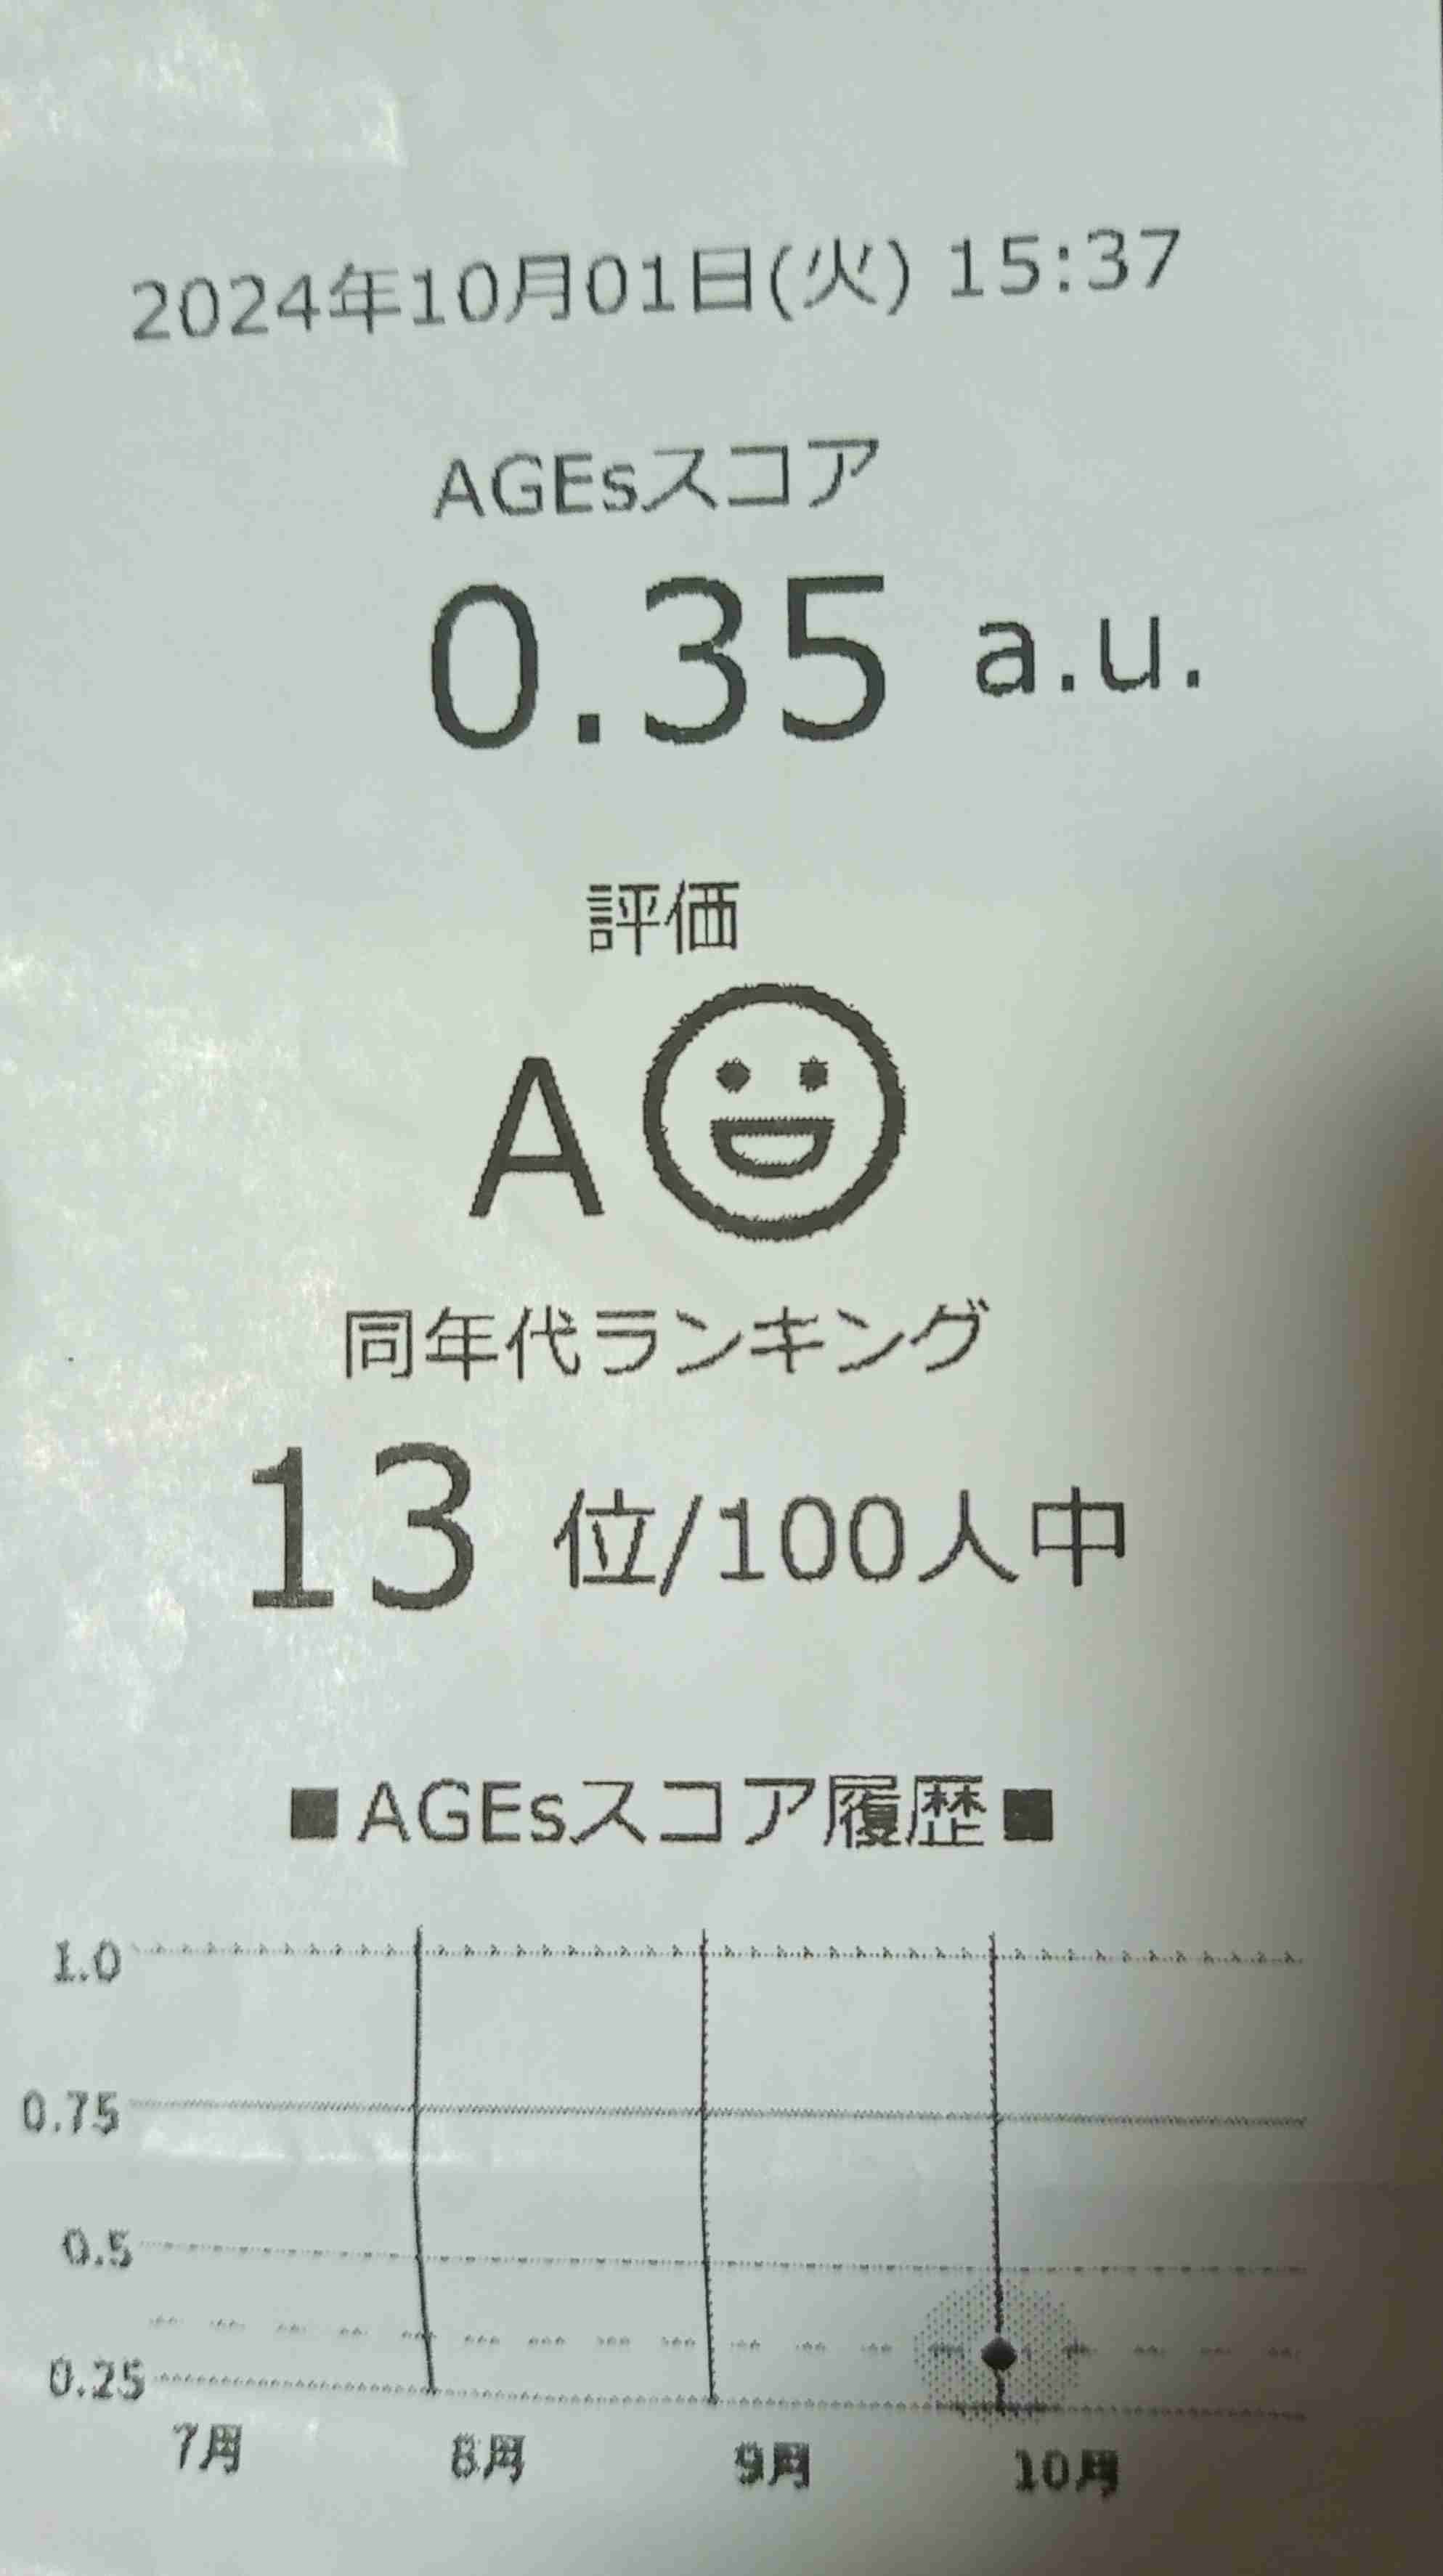 2024年10月01日(火) 15:37
AGEsスコア
0.35 a.u.
評価
A
同年代ランキング
13 位/100人中
■AGEsスコア履歴■
1.0
0.75
0.5
0.25
7月 8月 9月 10月